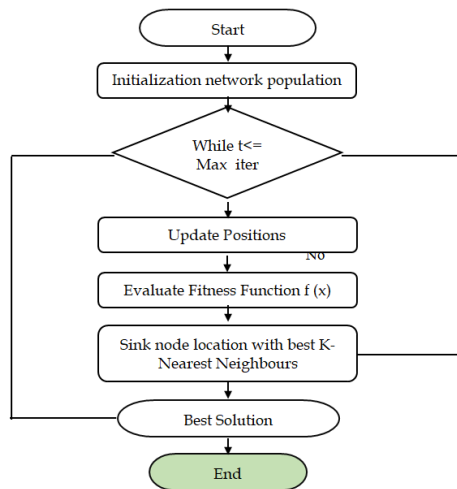 Start
Initialization network population
While t<=
Max iter
Update Positions
No
Evaluate Fitness Function f (x)
Sink node location with best K-
Nearest Neighbours
Best Solution
End